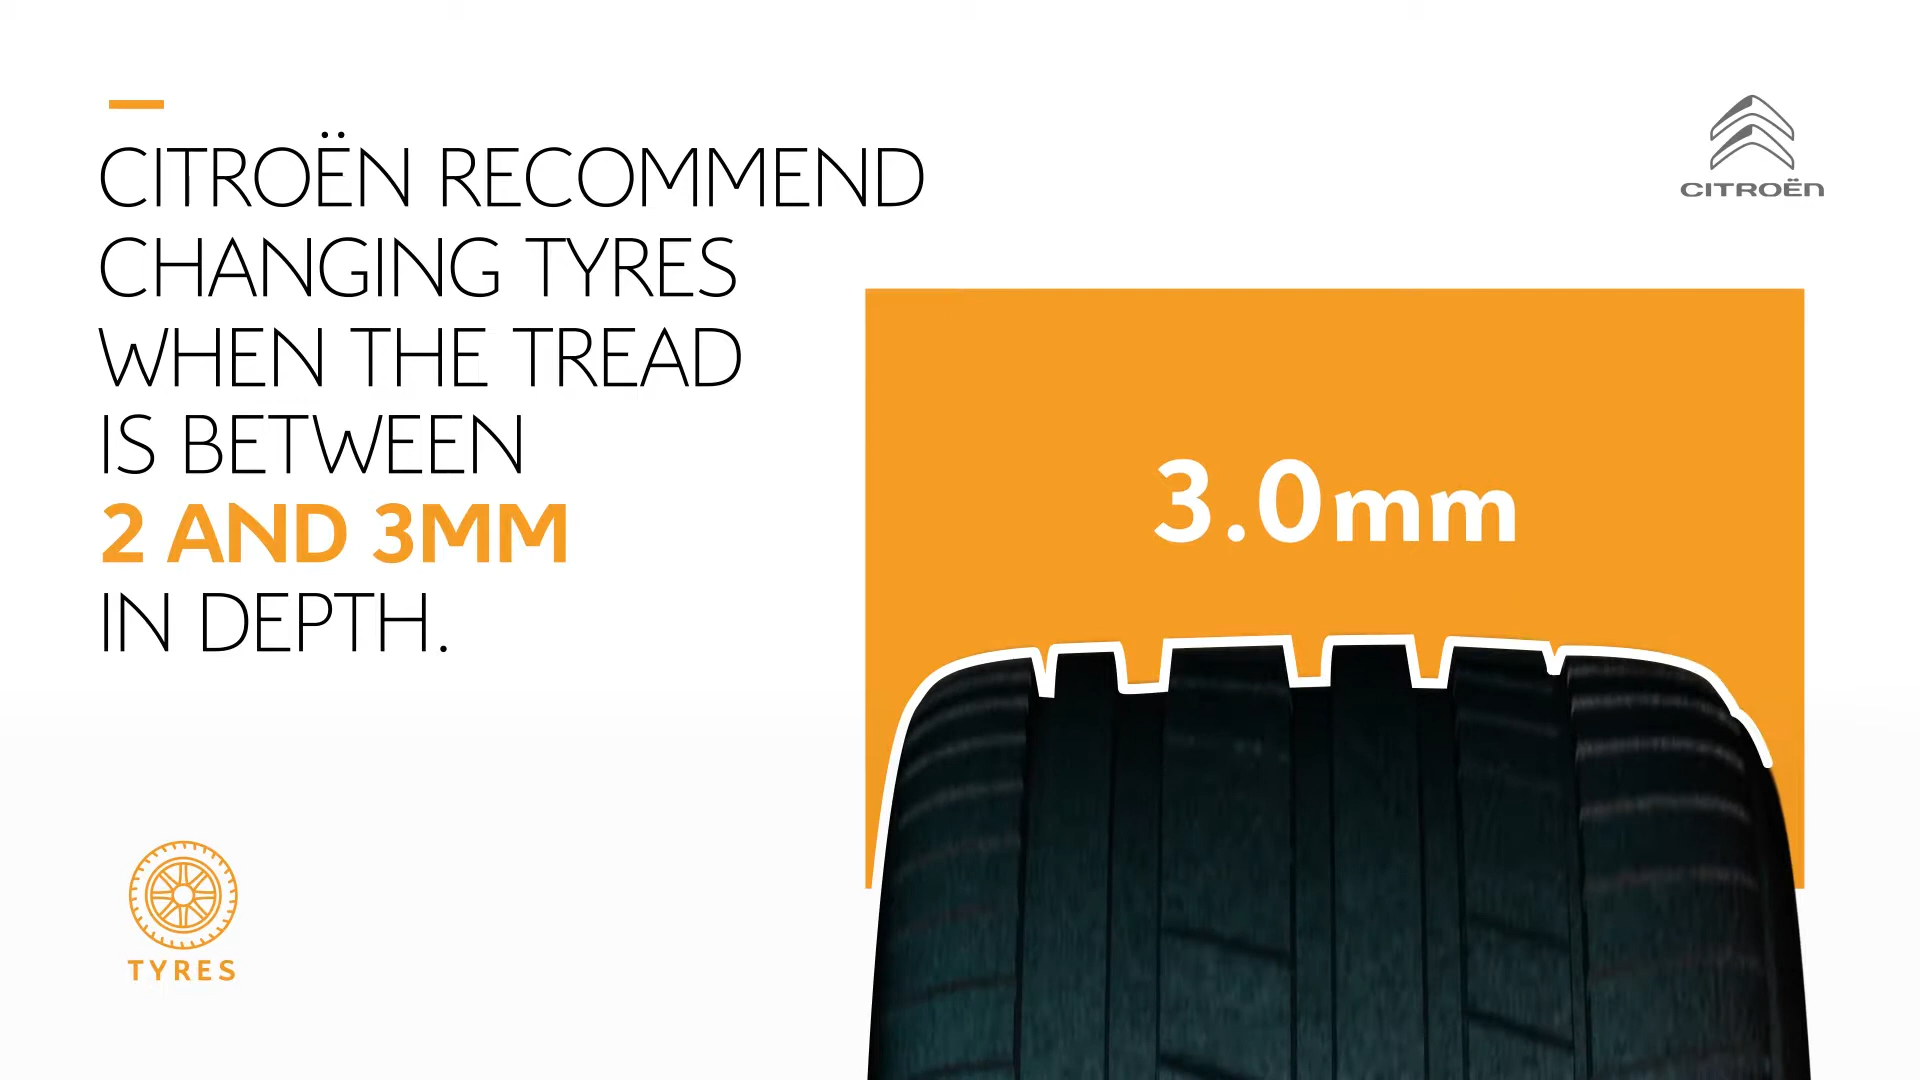 CITROËN RECOMMEND
CHANGING TYRES
WHEN THE TREAD
IS BETWEEN
2 AND 3MM
IN DEPTH.
CITROËN
3.0mm
TYRES